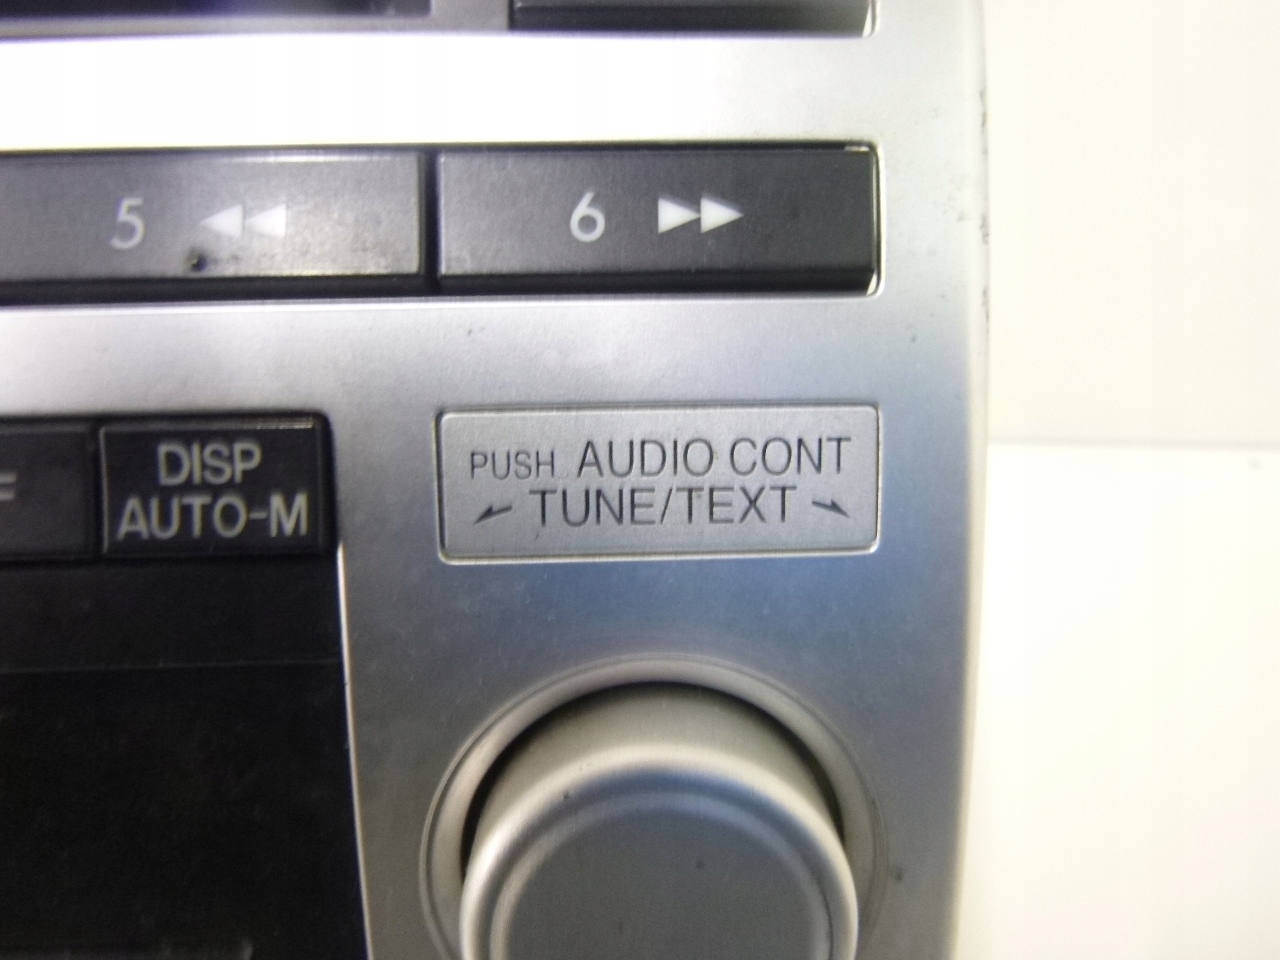 5 ◀◀ 6 ▶▶
DISP
AUTO-M
PUSH AUDIO CONT
TUNE/TEXT